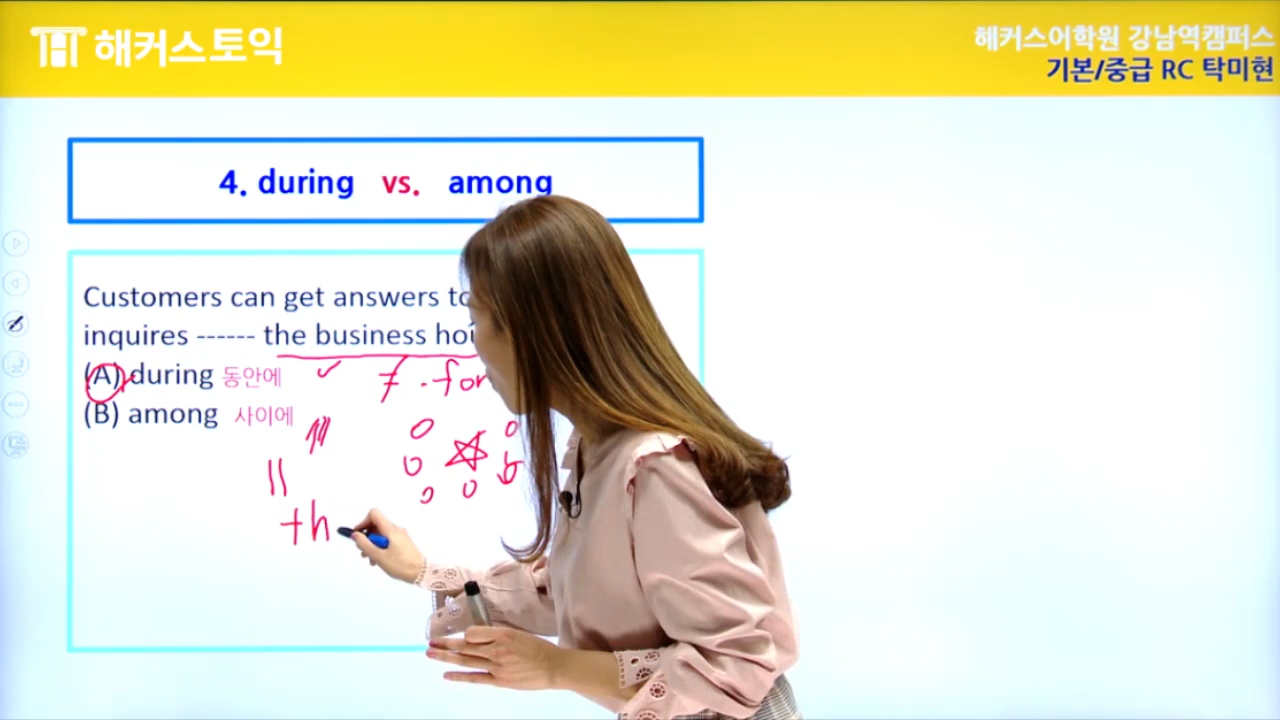 해커스토익
해커스어학원 강남역캠퍼스
기본/중급 RC 탁미현
4. during vs. among
Customers can get answers to
inquires ------ the business
(A) during 동안에
(B) among 사이에
≠ for
th